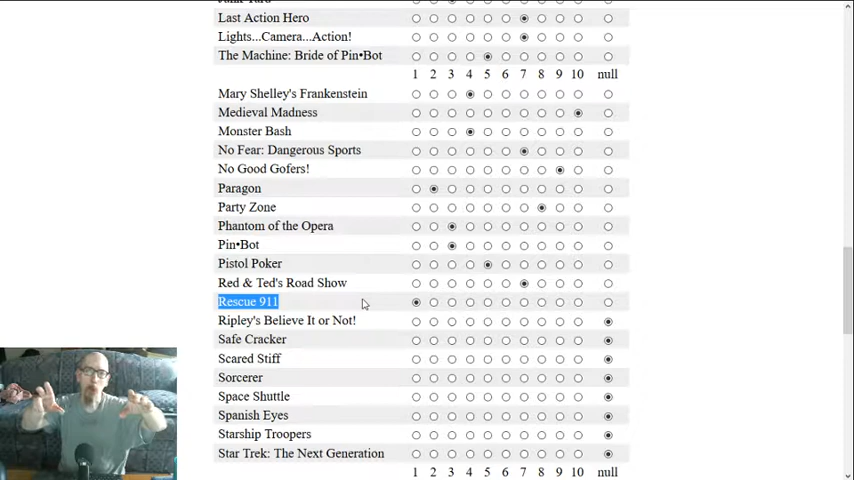 Last Action Hero
Lights...Camera...Action!
The Machine: Bride of Pin•Bot
1 2 3 4 5 6 7 8 9 10 null
Mary Shelley's Frankenstein
Medieval Madness
Monster Bash
No Fear: Dangerous Sports
No Good Gofers!
Paragon
Party Zone
Phantom of the Opera
Pin•Bot
Pistol Poker
Red & Ted's Road Show
Rescue 911
Ripley's Believe It or Not!
Safe Cracker
Scared Stiff
Sorcerer
Space Shuttle
Spanish Eyes
Starship Troopers
Star Trek: The Next Generation
1 2 3 4 5 6 7 8 9 10 null